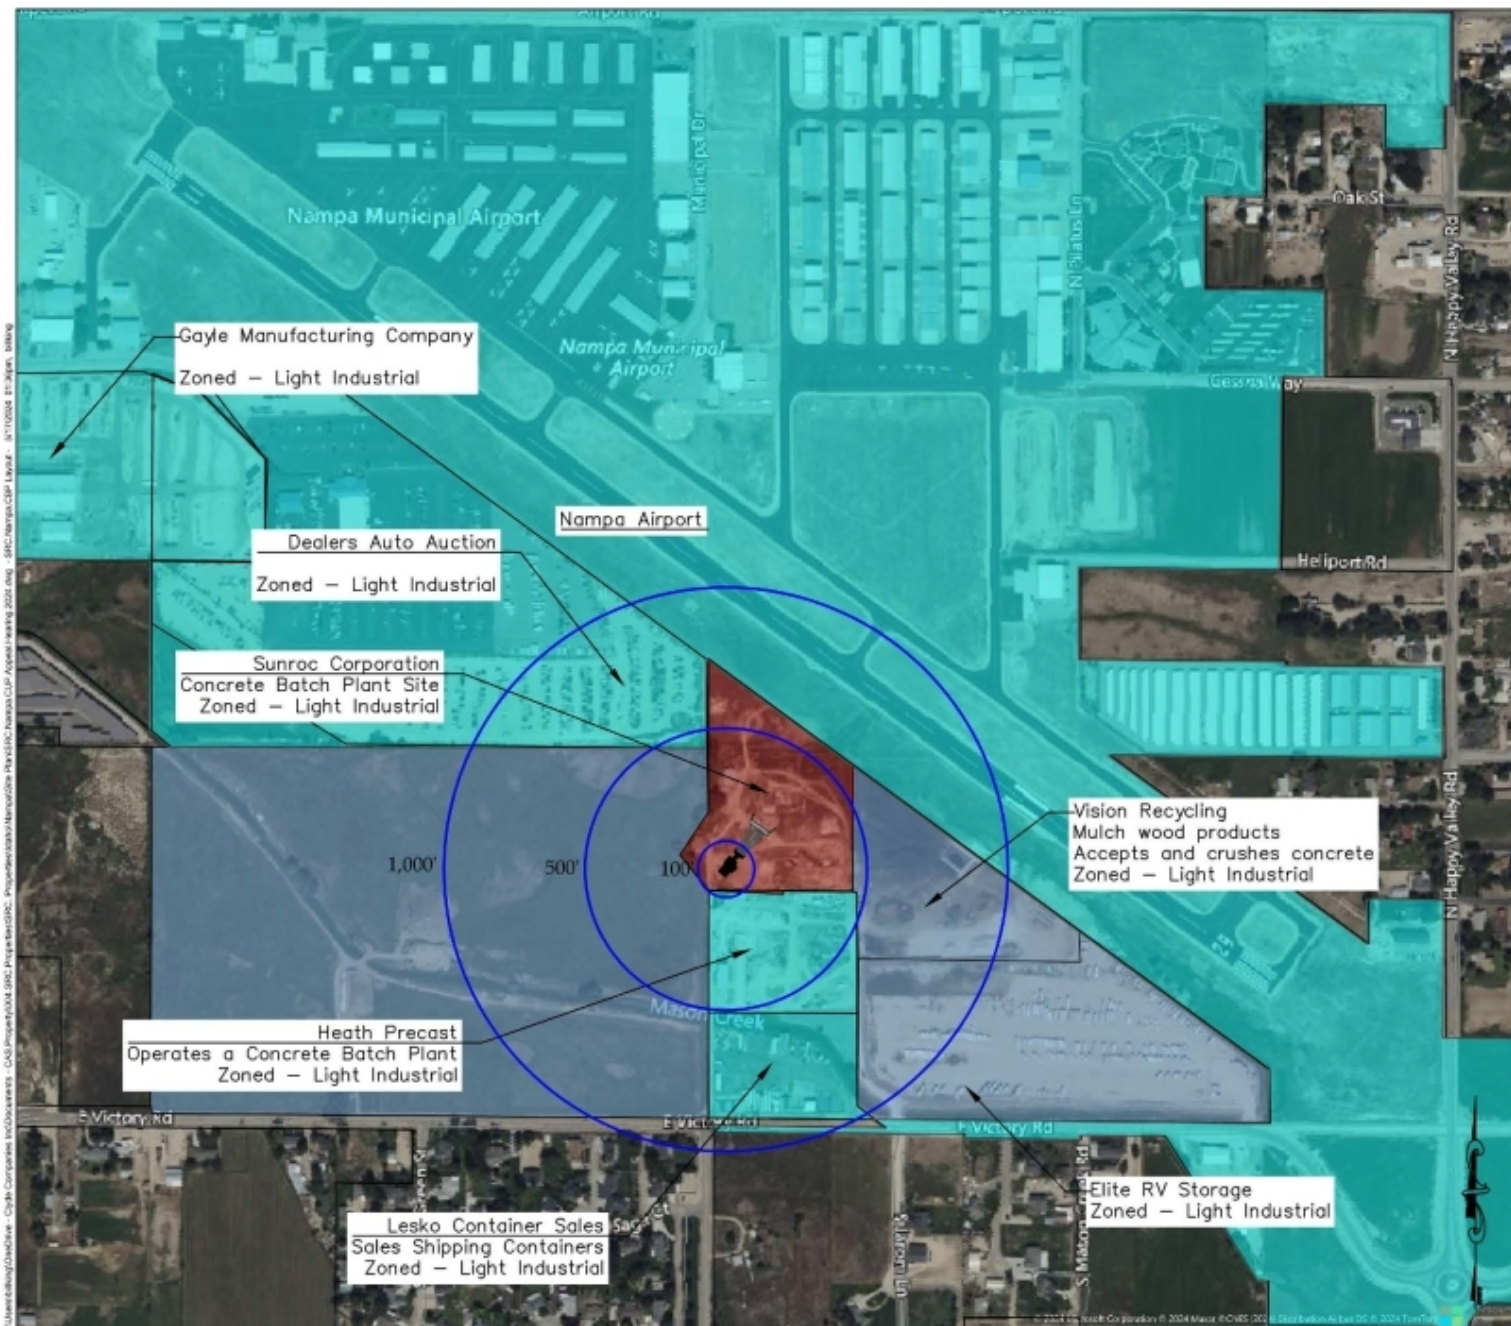 Airport Rd
Municipal Dr
Nampa Municipal Airport
Oak St
N Happy Valley Rd
N Pilatus Ln
Gayle Manufacturing Company
Zoned – Light Industrial
Nampa Municipal
Airport
Cessna Way
Nampa Airport
Dealers Auto Auction
Zoned – Light Industrial
Heliport Rd
Sunroc Corporation
Concrete Batch Plant Site
Zoned – Light Industrial
N Happy Valley Rd
Vision Recycling
Mulch wood products
Accepts and crushes concrete
Zoned – Light Industrial
1,000'
500'
100'
Mason Creek
Heath Precast
Operates a Concrete Batch Plant
Zoned – Light Industrial
E Victory Rd
E Victory Rd
E Victory Rd
Elite RV Storage
Zoned – Light Industrial
Lesko Container Sales
Sales Shipping Containers
Zoned – Light Industrial